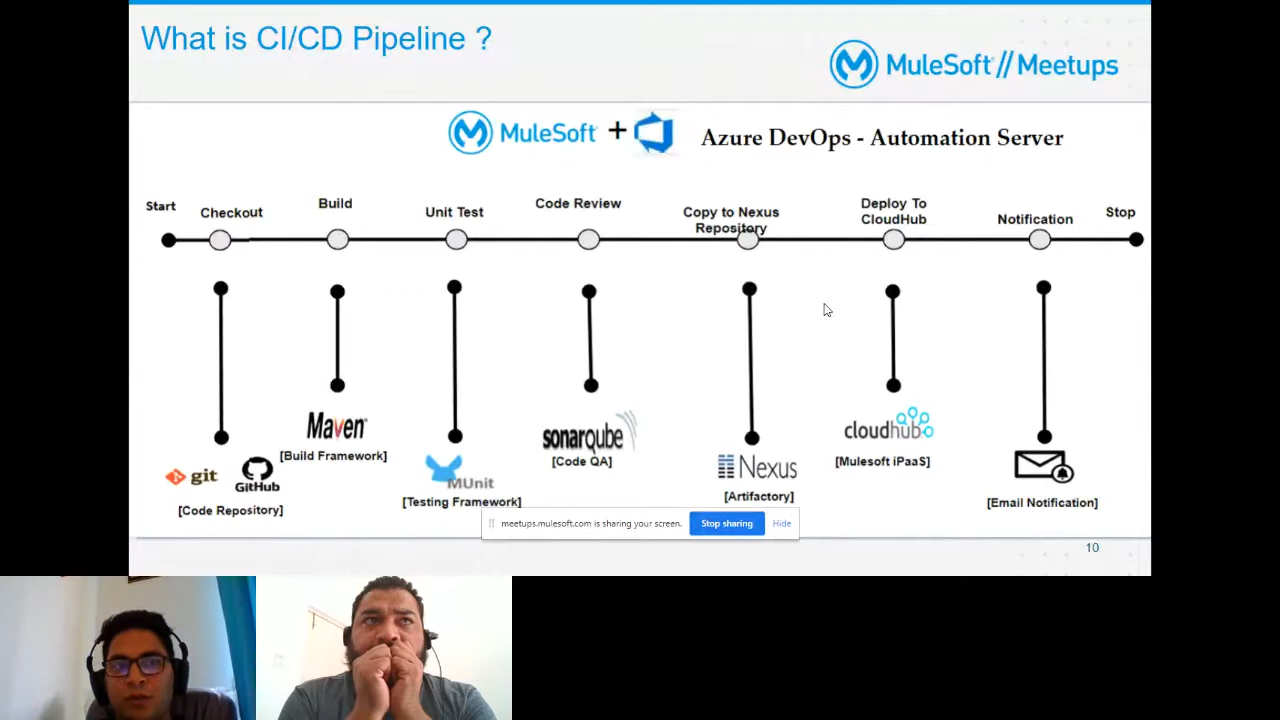 What is CI/CD Pipeline ?
MuleSoft // Meetups
MuleSoft + Azure DevOps - Automation Server
Start
Checkout
Build
Unit Test
Code Review
Copy to Nexus
Repository
Deploy To
CloudHub
Notification
Stop
git
GitHub
[Code Repository]
Maven
[Build Framework]
MUnit
[Testing Framework]
sonarqube
[Code QA]
Nexus
[Artifactory]
cloudhub
[Mulesoft iPaaS]
[Email Notification]
meetups.mulesoft.com is sharing your screen.
Stop sharing
Hide
10